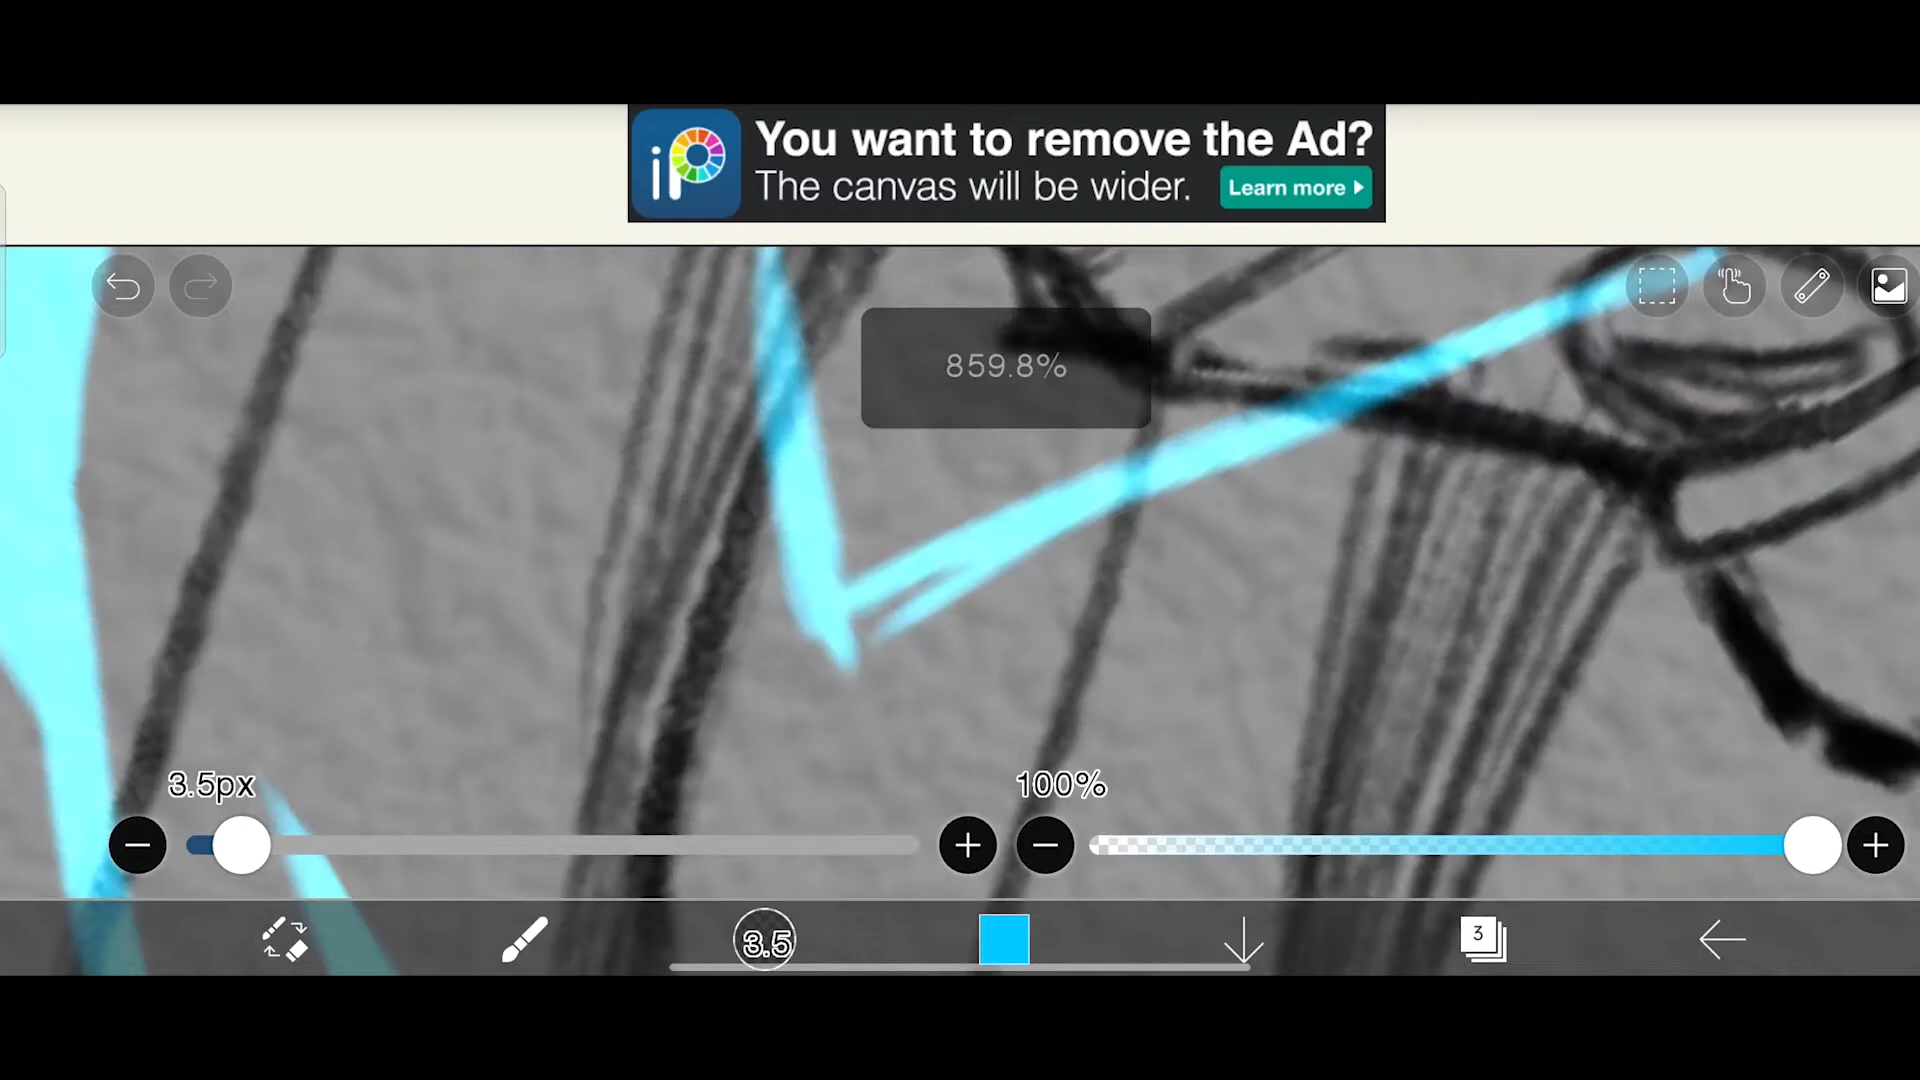 iP
You want to remove the Ad?
The canvas will be wider.
Learn more
859.8%
3.5px
100%
3.5
3